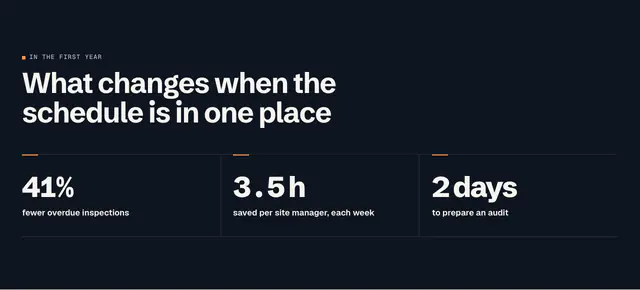 IN THE FIRST YEAR
What changes when the
schedule is in one place
41%
fewer overdue inspections
3.5h
saved per site manager, each week
2 days
to prepare an audit